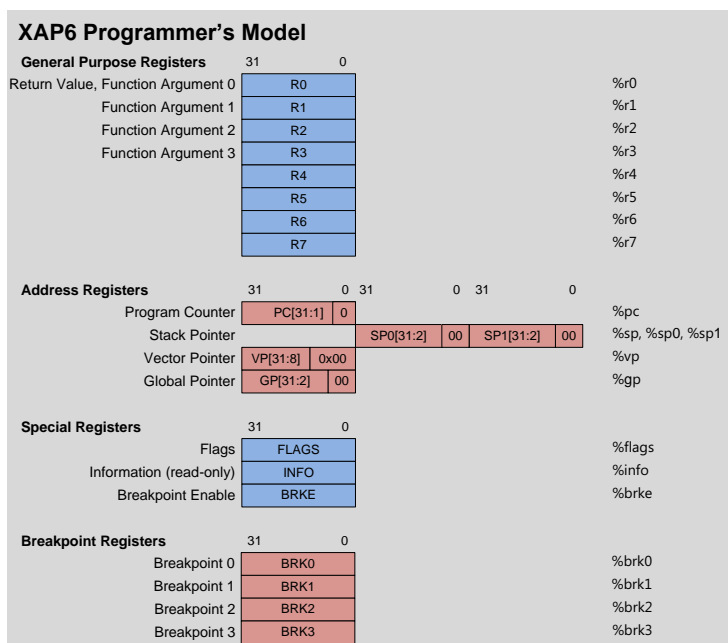 XAP6 Programmer's Model
General Purpose Registers 31 0
Return Value, Function Argument 0 R0 %r0
Function Argument 1 R1 %r1
Function Argument 2 R2 %r2
Function Argument 3 R3 %r3
R4 %r4
R5 %r5
R6 %r6
R7 %r7
Address Registers 31 0 31 0 31 0
Program Counter PC[31:1] 0 %pc
Stack Pointer SP0[31:2] 00 SP1[31:2] 00 %sp, %sp0, %sp1
Vector Pointer VP[31:8] 0x00 %vp
Global Pointer GP[31:2] 00 %gp
Special Registers 31 0
Flags FLAGS %flags
Information (read-only) INFO %info
Breakpoint Enable BRKE %brke
Breakpoint Registers 31 0
Breakpoint 0 BRK0 %brk0
Breakpoint 1 BRK1 %brk1
Breakpoint 2 BRK2 %brk2
Breakpoint 3 BRK3 %brk3